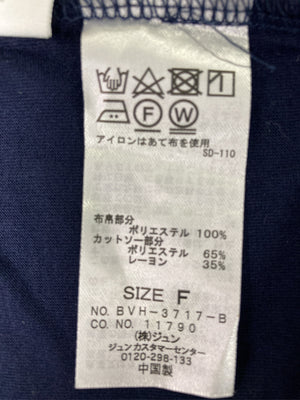 F W
アイロンはあて布を使用
SD-110
布帛部分
ポリエステル 100%
カットソー部分
ポリエステル 65%
レーヨン 35%
SIZE F
NO. BVH-3717-B
CO. NO. 11790
(株)ジュン
ジュンカスタマーセンター
0120-298-133
中国製